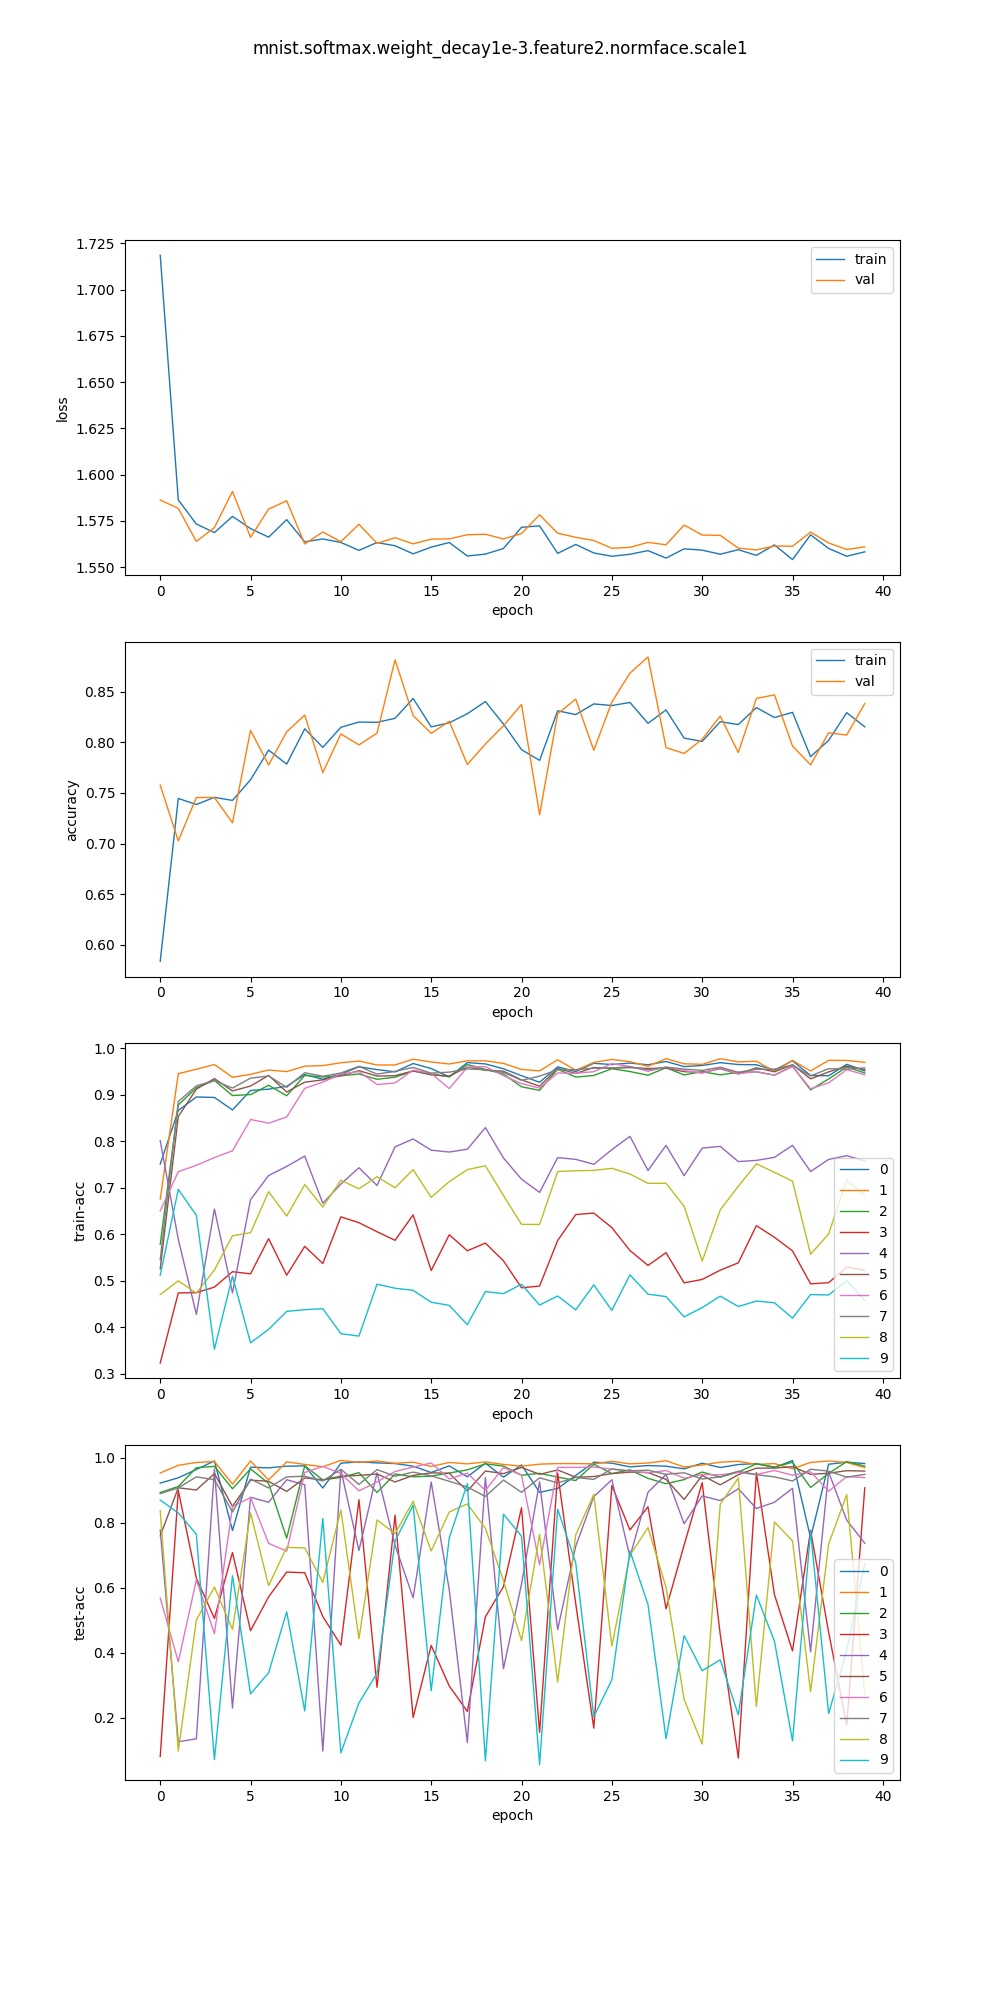 mnist.softmax.weight_decay1e-3.feature2.normface.scale1
1.725
1.700
1.675
1.650
1.625
1.600
1.575
1.550
loss
train
val
0 5 10 15 20 25 30 35 40
epoch
0.85
0.80
0.75
0.70
0.65
0.60
accuracy
train
val
0 5 10 15 20 25 30 35 40
epoch
1.0
0.9
0.8
0.7
0.6
0.5
0.4
0.3
train-acc
0
1
2
3
4
5
6
7
8
9
0 5 10 15 20 25 30 35 40
epoch
1.0
0.8
0.6
0.4
0.2
test-acc
0
1
2
3
4
5
6
7
8
9
0 5 10 15 20 25 30 35 40
epoch